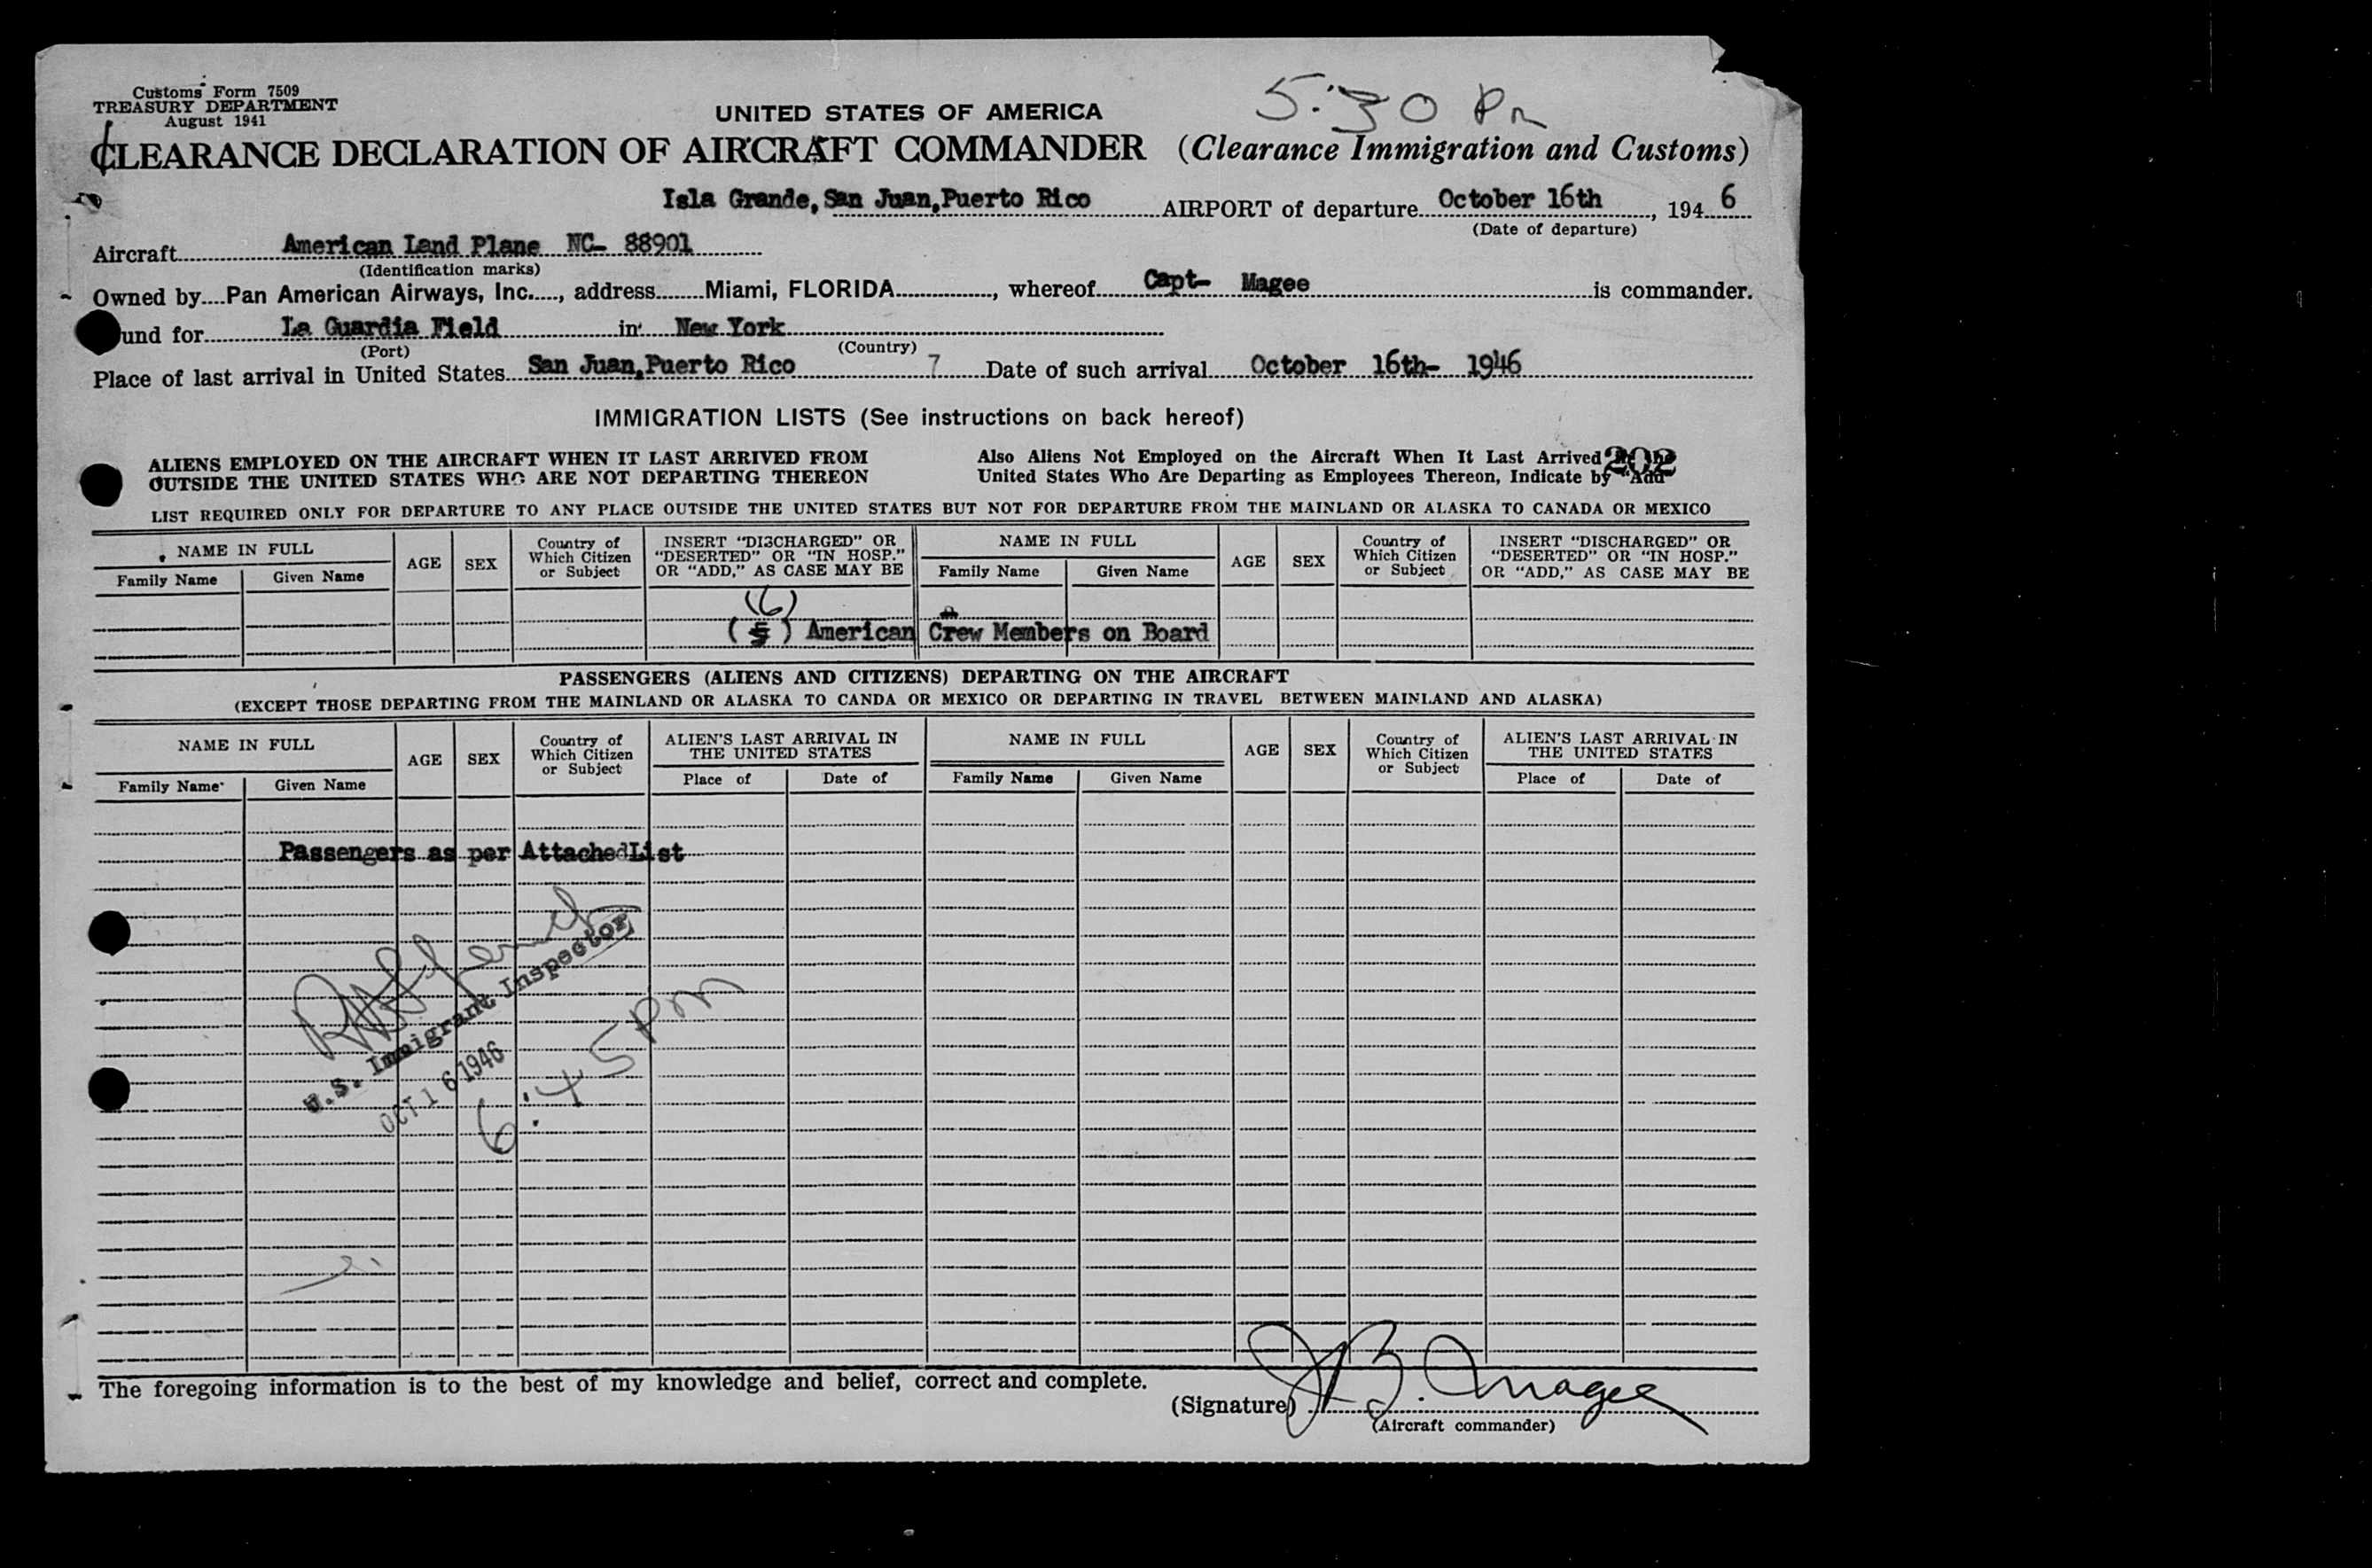 Customs Form 7509
TREASURY DEPARTMENT
August 1941
UNITED STATES OF AMERICA
5:30 Pm
CLEARANCE DECLARATION OF AIRCRAFT COMMANDER (Clearance Immigration and Customs)
Isla Grande, San Juan, Puerto Rico AIRPORT of departure October 16th, 1946
(Date of departure)
Aircraft American Land Plane NC- 88901
(Identification marks)
Owned by Pan American Airways, Inc., address Miami, FLORIDA, whereof Capt- Magee is commander.
und for La Guardia Field in New York
(Port) (Country)
Place of last arrival in United States San Juan, Puerto Rico 7 Date of such arrival October 16th- 1946
IMMIGRATION LISTS (See instructions on back hereof)
ALIENS EMPLOYED ON THE AIRCRAFT WHEN IT LAST ARRIVED FROM
OUTSIDE THE UNITED STATES WHO ARE NOT DEPARTING THEREON
Also Aliens Not Employed on the Aircraft When It Last Arrived 202
United States Who Are Departing as Employees Thereon, Indicate by "Add"
LIST REQUIRED ONLY FOR DEPARTURE TO ANY PLACE OUTSIDE THE UNITED STATES BUT NOT FOR DEPARTURE FROM THE MAINLAND OR ALASKA TO CANADA OR MEXICO
NAME IN FULL AGE SEX Country of Which Citizen or Subject INSERT "DISCHARGED" OR "DESERTED" OR "IN HOSP." OR "ADD," AS CASE MAY BE NAME IN FULL AGE SEX Country of Which Citizen or Subject INSERT "DISCHARGED" OR "DESERTED" OR "IN HOSP." OR "ADD," AS CASE MAY BE
Family Name Given Name Family Name Given Name
(6)
(5) American Crew Members on Board
PASSENGERS (ALIENS AND CITIZENS) DEPARTING ON THE AIRCRAFT
(EXCEPT THOSE DEPARTING FROM THE MAINLAND OR ALASKA TO CANDA OR MEXICO OR DEPARTING IN TRAVEL BETWEEN MAINLAND AND ALASKA)
NAME IN FULL AGE SEX Country of Which Citizen or Subject ALIEN'S LAST ARRIVAL IN THE UNITED STATES NAME IN FULL AGE SEX Country of Which Citizen or Subject ALIEN'S LAST ARRIVAL IN THE UNITED STATES
Family Name Given Name Place of Date of Family Name Given Name Place of Date of
Passengers as per Attached List
U.S. Immigrant Inspector
OCT 16 1946
6:45 pm
The foregoing information is to the best of my knowledge and belief, correct and complete.
(Signature) J B. Magee
(Aircraft commander)